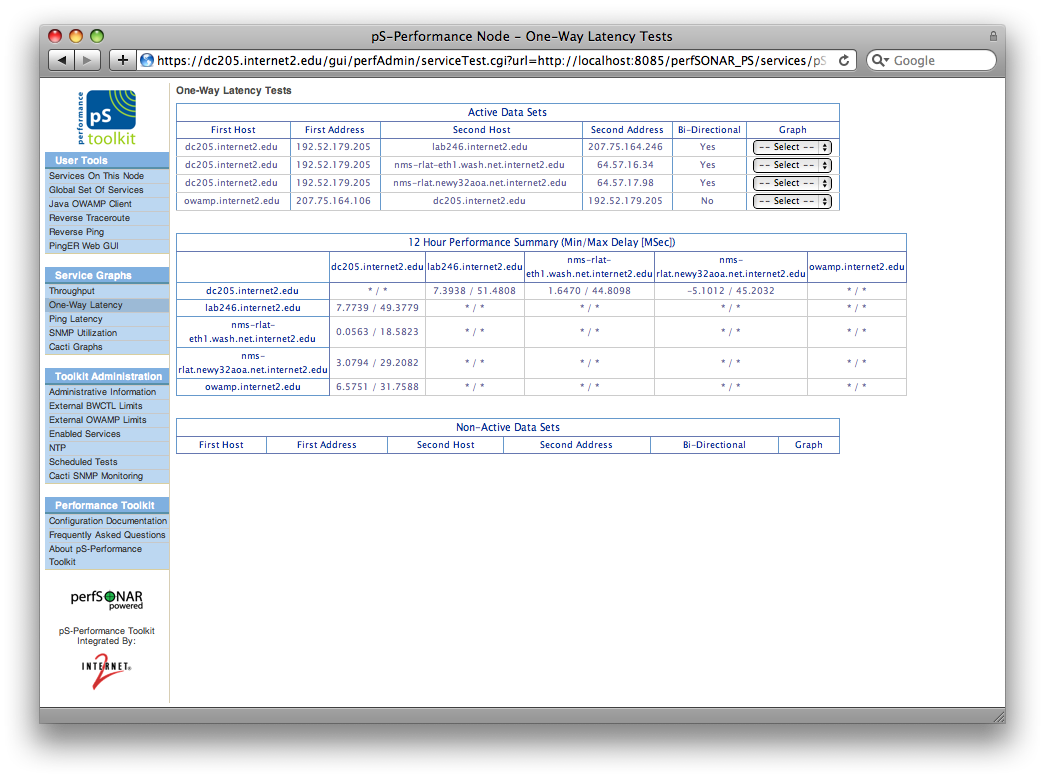 pS-Performance Node - One-Way Latency Tests
https://dc205.internet2.edu/gui/perfAdmin/serviceTest.cgi?url=http://localhost:8085/perfSONAR_PS/services/pS
Google
performance
pS
toolkit
User Tools
Services On This Node
Global Set Of Services
Java OWAMP Client
Reverse Traceroute
Reverse Ping
PingER Web GUI
Service Graphs
Throughput
One-Way Latency
Ping Latency
SNMP Utilization
Cacti Graphs
Toolkit Administration
Administrative Information
External BWCTL Limits
External OWAMP Limits
Enabled Services
NTP
Scheduled Tests
Cacti SNMP Monitoring
Performance Toolkit
Configuration Documentation
Frequently Asked Questions
About pS-Performance
Toolkit
perfSONAR
powered
pS-Performance Toolkit
Integrated By:
INTERNET®
2
One-Way Latency Tests
Active Data Sets
First Host First Address Second Host Second Address Bi-Directional Graph
dc205.internet2.edu 192.52.179.205 lab246.internet2.edu 207.75.164.246 Yes -- Select --
dc205.internet2.edu 192.52.179.205 nms-rlat-eth1.wash.net.internet2.edu 64.57.16.34 Yes -- Select --
dc205.internet2.edu 192.52.179.205 nms-rlat.newy32aoa.net.internet2.edu 64.57.17.98 Yes -- Select --
owamp.internet2.edu 207.75.164.106 dc205.internet2.edu 192.52.179.205 No -- Select --
12 Hour Performance Summary (Min/Max Delay [MSec])
dc205.internet2.edu lab246.internet2.edu nms-rlat-
eth1.wash.net.internet2.edu nms-
rlat.newy32aoa.net.internet2.edu owamp.internet2.edu
dc205.internet2.edu * / * 7.3938 / 51.4808 1.6470 / 44.8098 -5.1012 / 45.2032 * / *
lab246.internet2.edu 7.7739 / 49.3779 * / * * / * * / * * / *
nms-rlat-
eth1.wash.net.internet2.edu 0.0563 / 18.5823 * / * * / * * / * * / *
nms-
rlat.newy32aoa.net.internet2.edu 3.0794 / 29.2082 * / * * / * * / * * / *
owamp.internet2.edu 6.5751 / 31.7588 * / * * / * * / * * / *
Non-Active Data Sets
First Host First Address Second Host Second Address Bi-Directional Graph